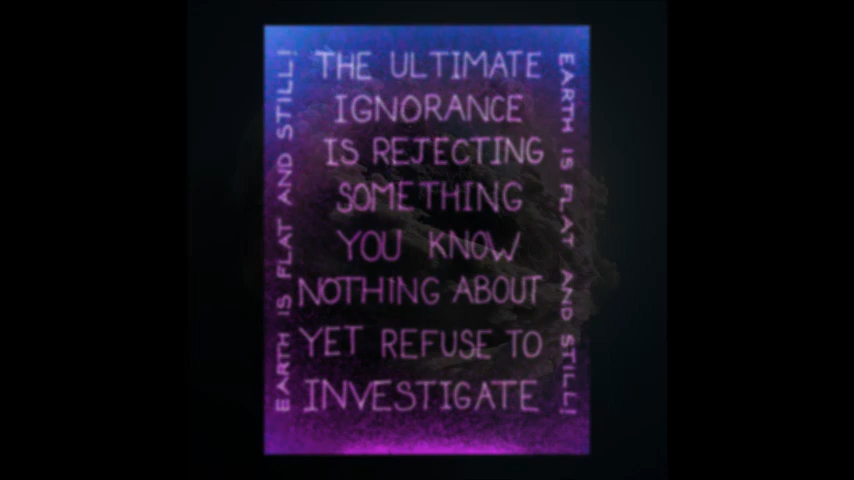 EARTH IS FLAT AND STILL!
THE ULTIMATE
IGNORANCE
IS REJECTING
SOMETHING
YOU KNOW
NOTHING ABOUT
YET REFUSE TO
INVESTIGATE
EARTH IS FLAT AND STILL!